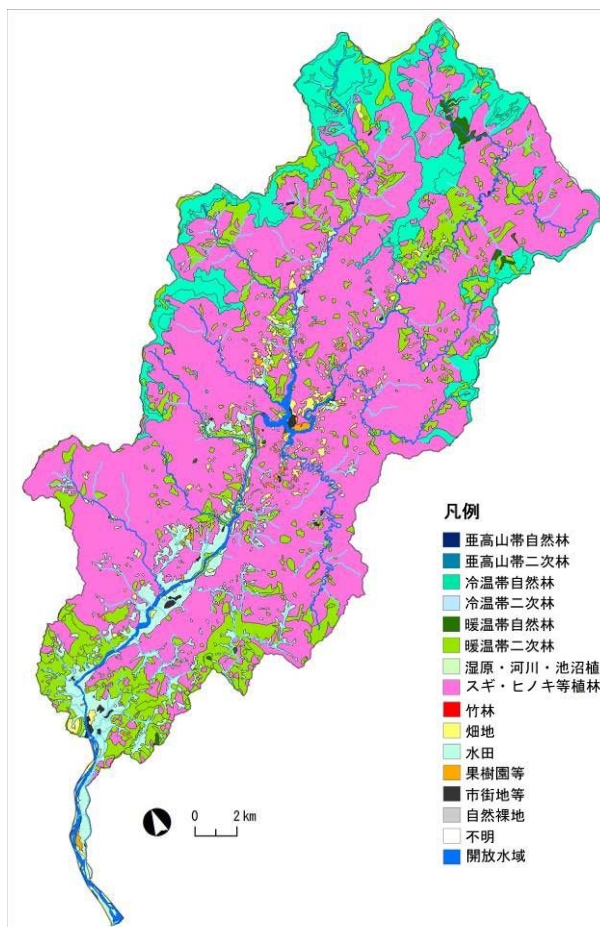 凡例
亜高山帯自然林
亜高山帯二次林
冷温帯自然林
冷温帯二次林
暖温帯自然林
暖温帯二次林
湿原・河川・池沼植
スギ・ヒノキ等植林
竹林
畑地
水田
果樹園等
市街地等
自然裸地
不明
開放水域
0 2km